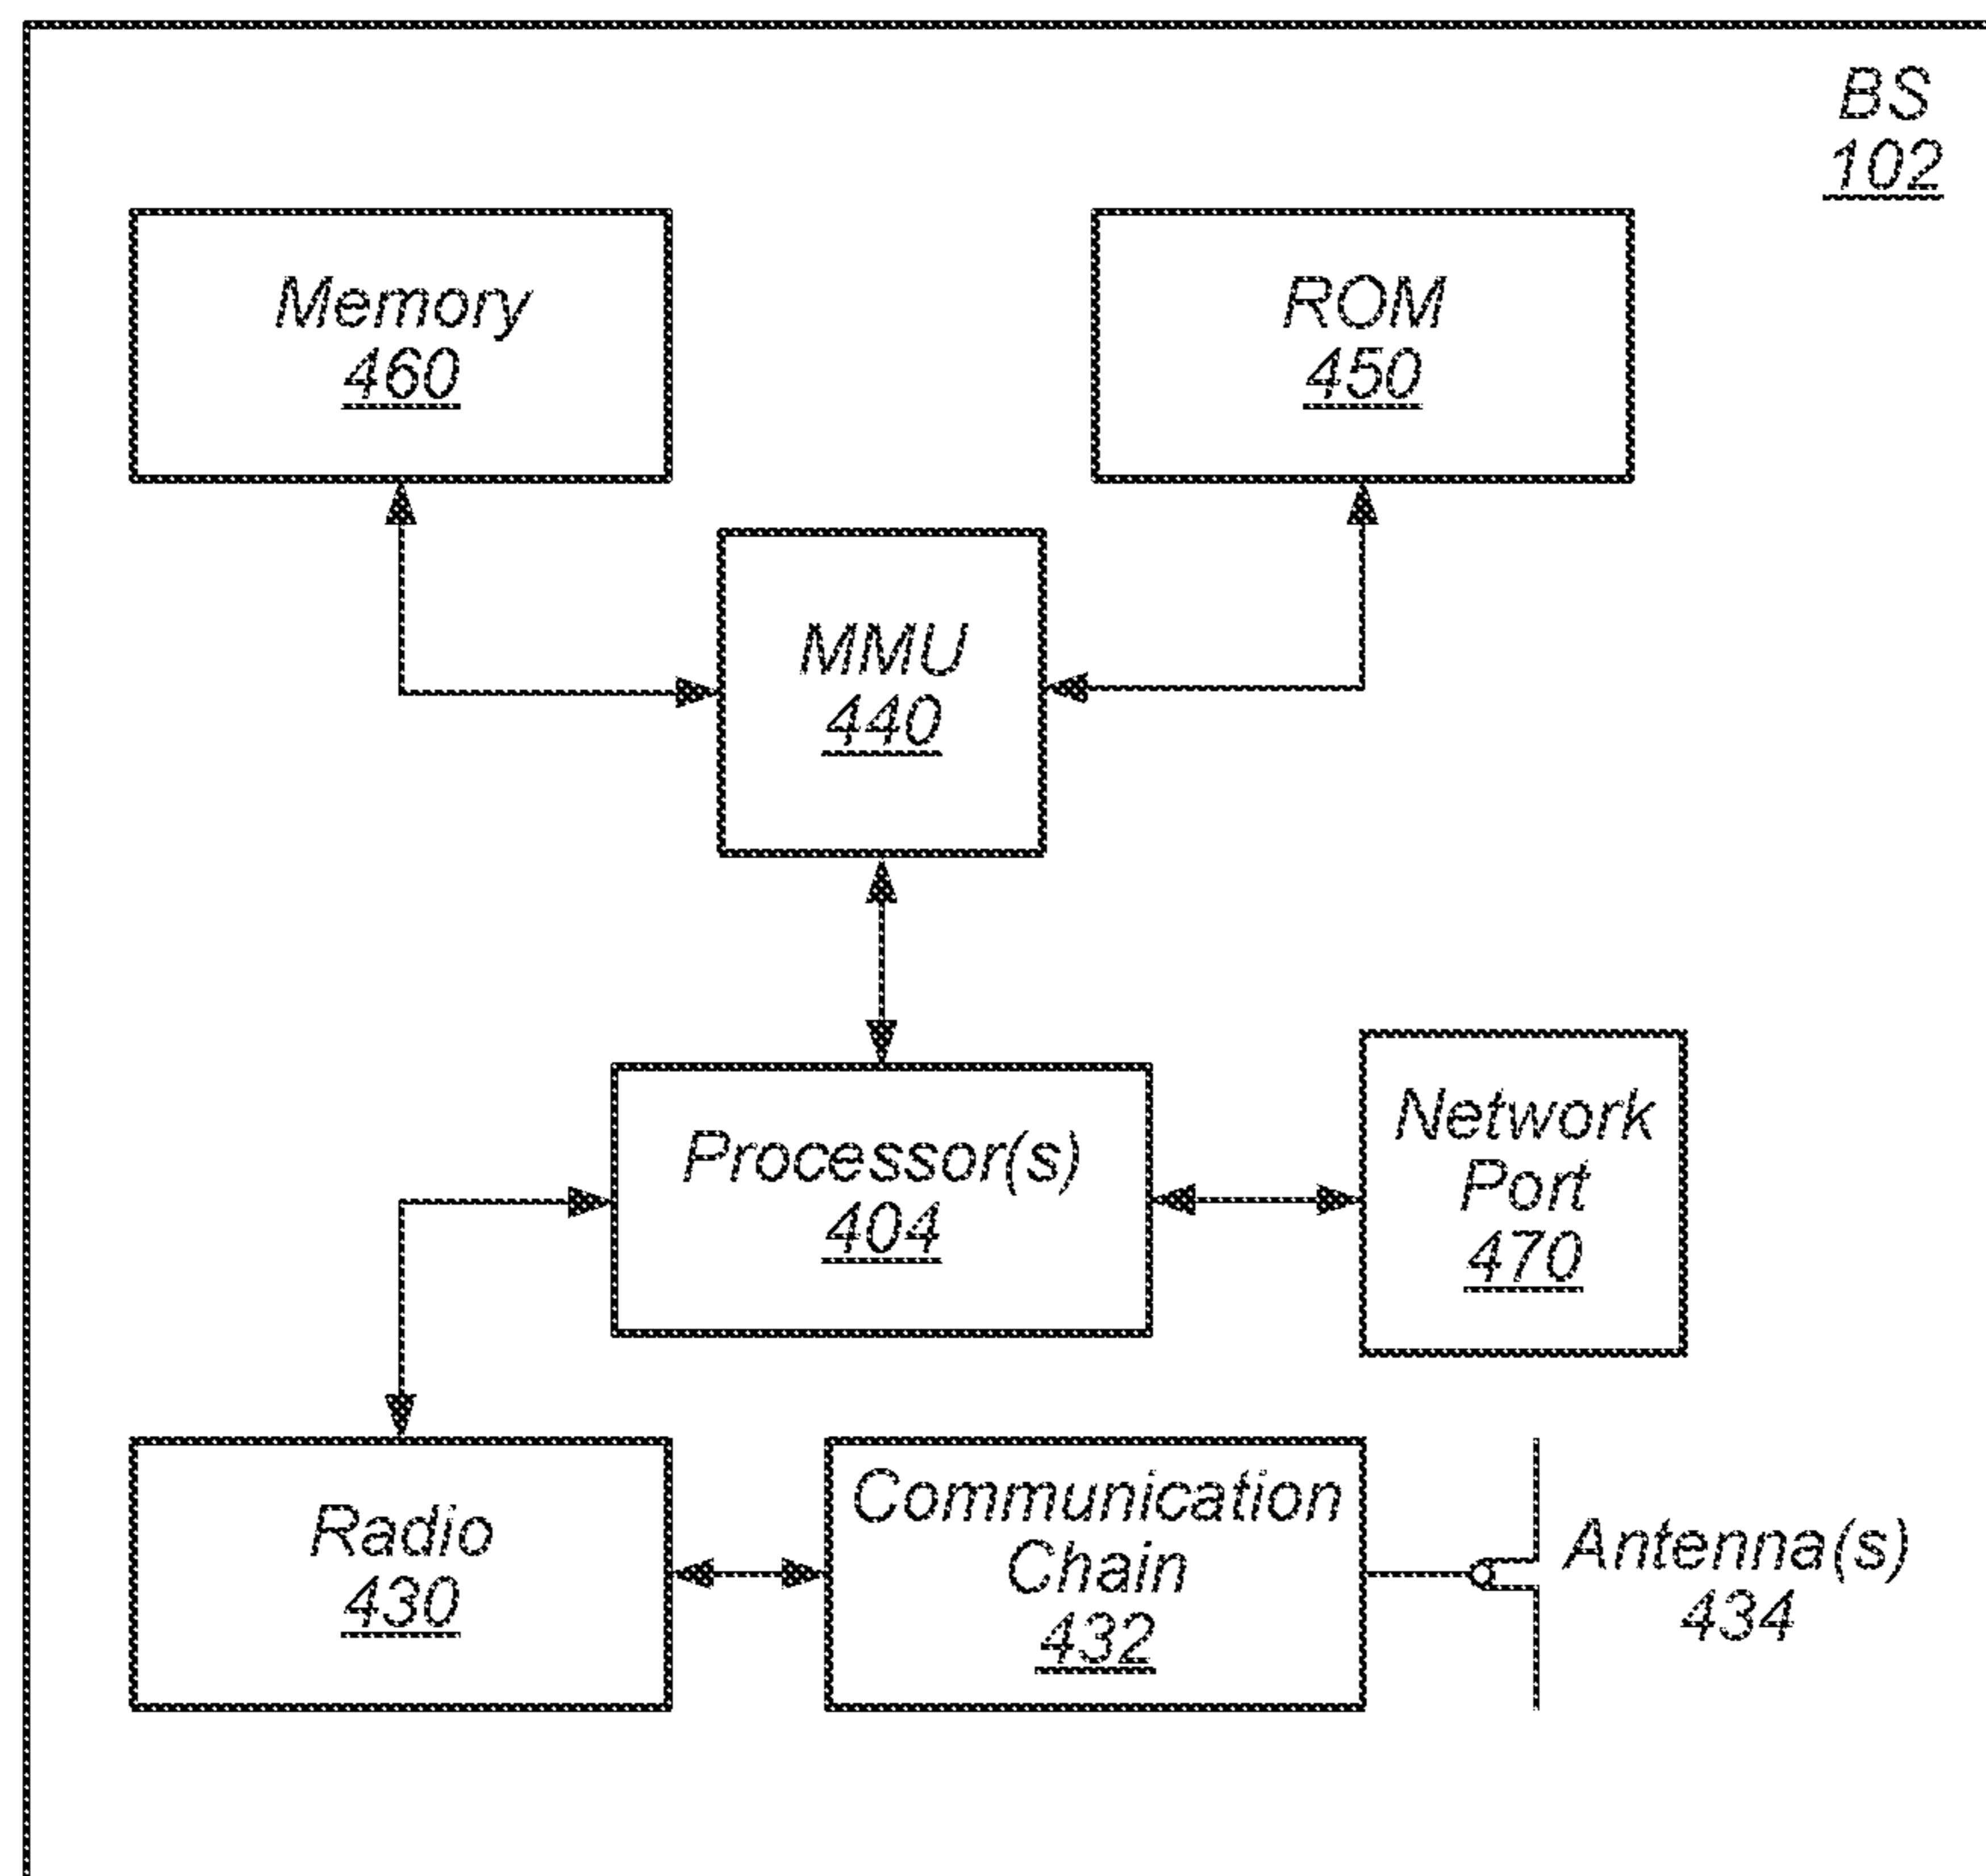 BS
102
Memory
460
ROM
450
MMU
440
Processor(s)
404
Network
Port
470
Radio
430
Communication
Chain
432
Antenna(s)
434